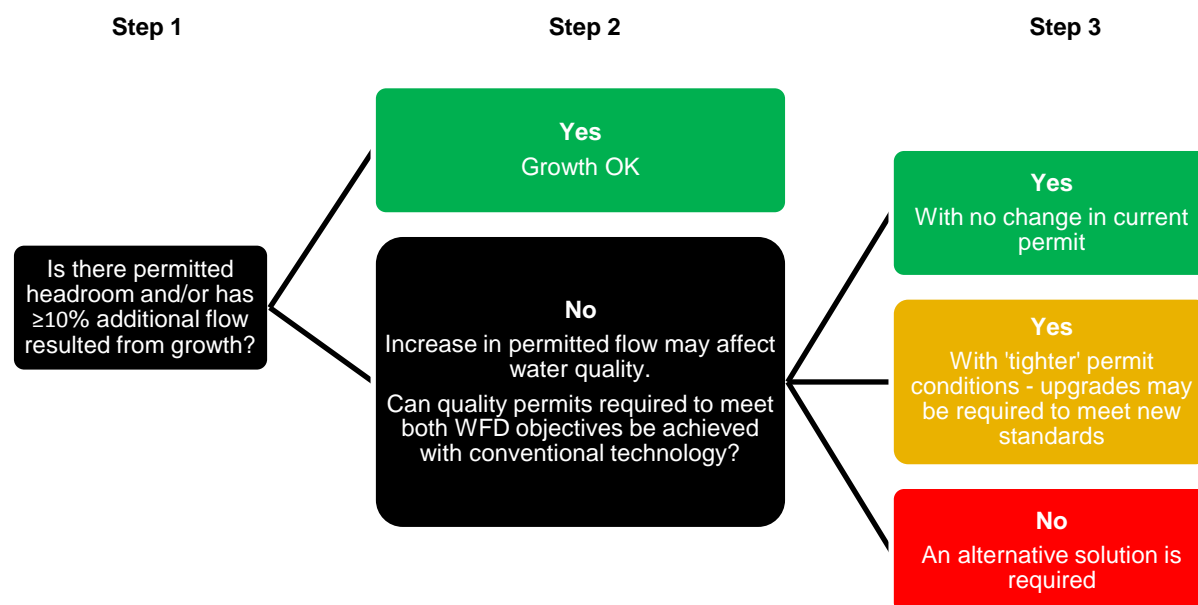 Step 1
Step 2
Step 3
Is there permitted
headroom and/or has
≥10% additional flow
resulted from growth?
Yes
Growth OK
No
Increase in permitted flow may affect
water quality.
Can quality permits required to meet
both WFD objectives be achieved
with conventional technology?
Yes
With no change in current
permit
Yes
With 'tighter' permit
conditions - upgrades may
be required to meet new
standards
No
An alternative solution is
required